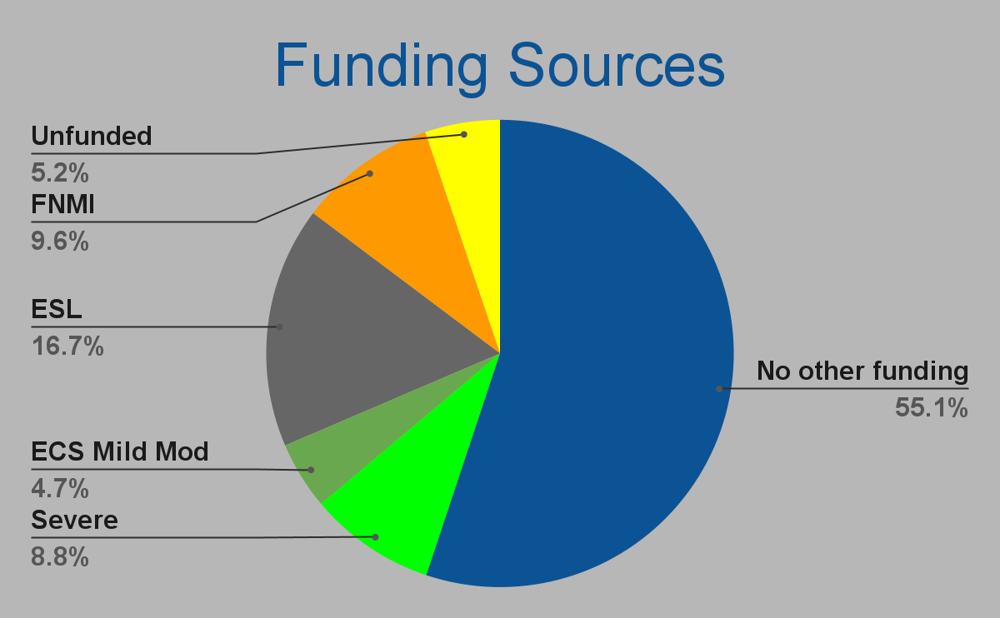 Funding Sources
Unfunded
5.2%
FNMI
9.6%
ESL
16.7%
ECS Mild Mod
4.7%
Severe
8.8%
No other funding
55.1%